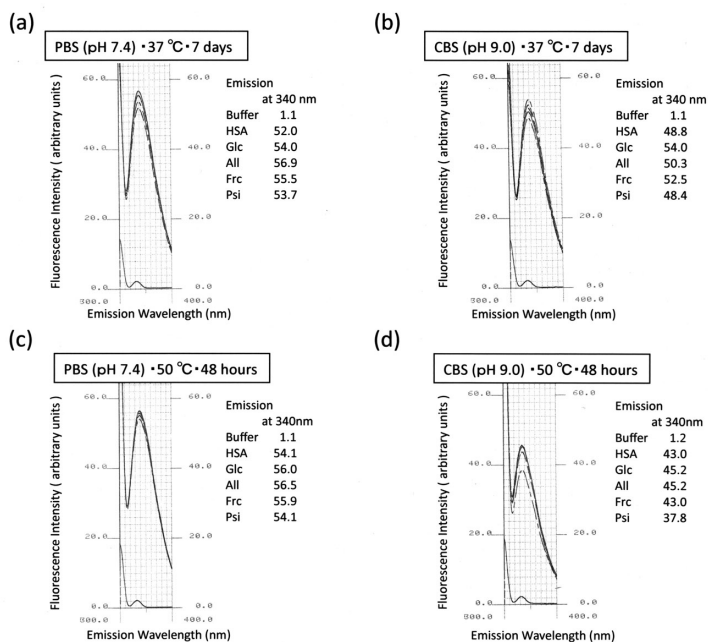 (a)
PBS (pH 7.4)・37 ℃・7 days
Fluorescence Intensity ( arbitrary units )
60.0
60.0
40.0
40.0
20.0
20.0
0.0
0.0
300.0
400.0
Emission Wavelength (nm)
Emission
at 340 nm
Buffer 1.1
HSA 52.0
Glc 54.0
All 56.9
Frc 55.5
Psi 53.7
(b)
CBS (pH 9.0)・37 ℃・7 days
Fluorescence Intensity ( arbitrary units )
60.0
60.0
40.0
40.0
20.0
20.0
0.0
0.0
300.0
400.0
Emission Wavelength (nm)
Emission
at 340 nm
Buffer 1.1
HSA 48.8
Glc 54.0
All 50.3
Frc 52.5
Psi 48.4
(c)
PBS (pH 7.4)・50 ℃・48 hours
Fluorescence Intensity ( arbitrary units )
60.0
60.0
40.0
40.0
20.0
20.0
0.0
0.0
300.0
400.0
Emission Wavelength (nm)
Emission
at 340nm
Buffer 1.1
HSA 54.1
Glc 56.0
All 56.5
Frc 55.9
Psi 54.1
(d)
CBS (pH 9.0)・50 ℃・48 hours
Fluorescence Intensity ( arbitrary units )
60.0
60.0
40.0
40.0
20.0
20.0
0.0
0.0
300.0
400.0
Emission Wavelength (nm)
Emission
at 340nm
Buffer 1.2
HSA 43.0
Glc 45.2
All 45.2
Frc 43.0
Psi 37.8